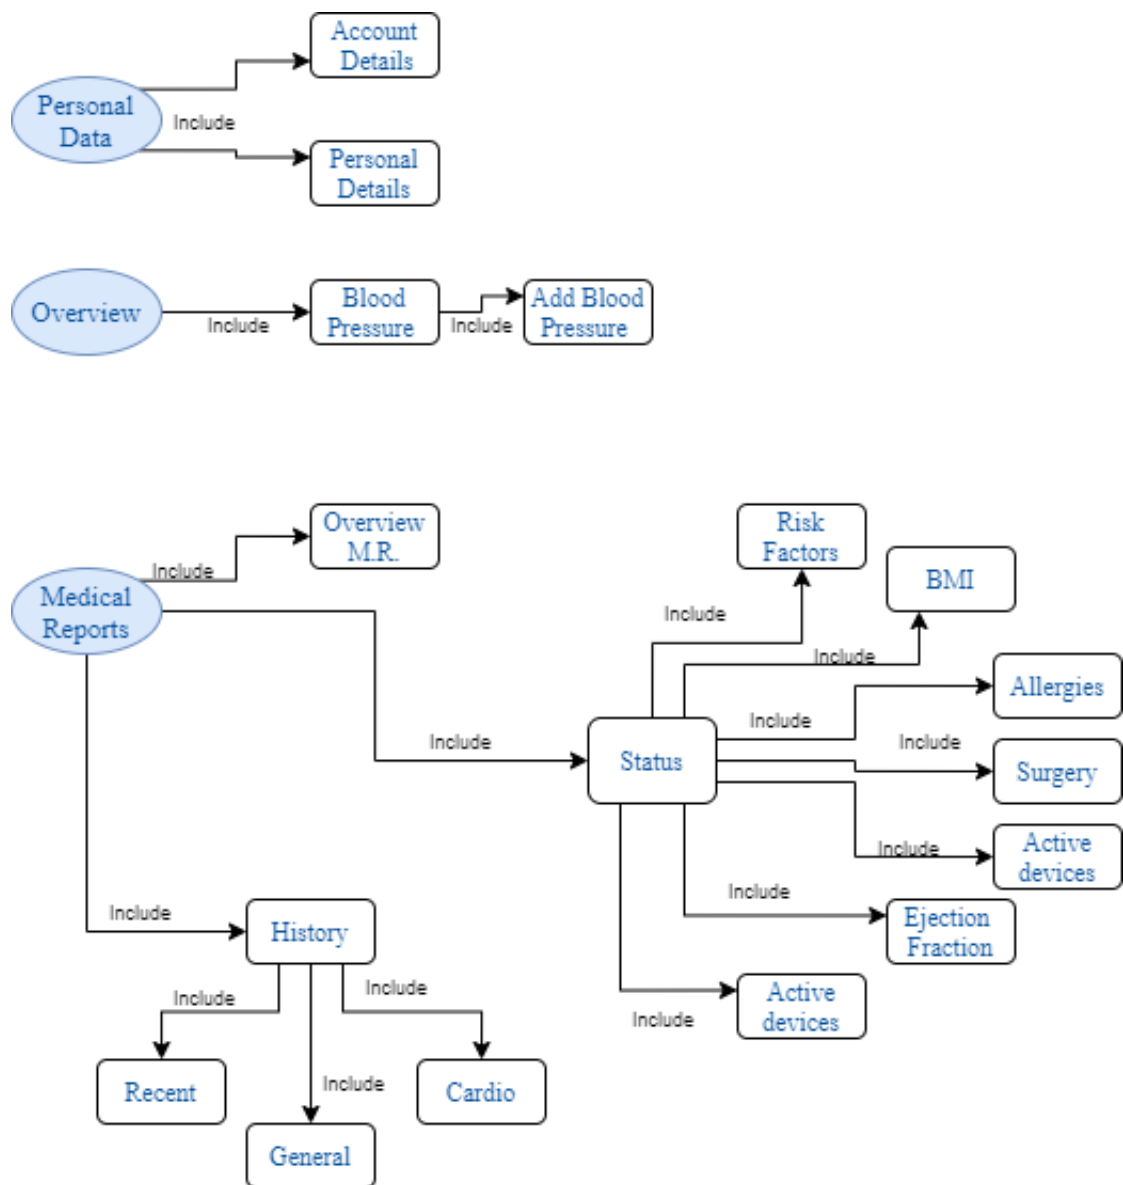 Account
Details
Personal
Data
Include
Personal
Details
Overview
Include
Blood
Pressure
Include
Add Blood
Pressure
Overview
M.R.
Include
Medical
Reports
Risk
Factors
BMI
Include
Include
Allergies
Include
Include
Include
Status
Surgery
Include
Active
devices
Include
Ejection
Fraction
Include
History
Active
devices
Include
Include
Include
Recent
Include
Cardio
General